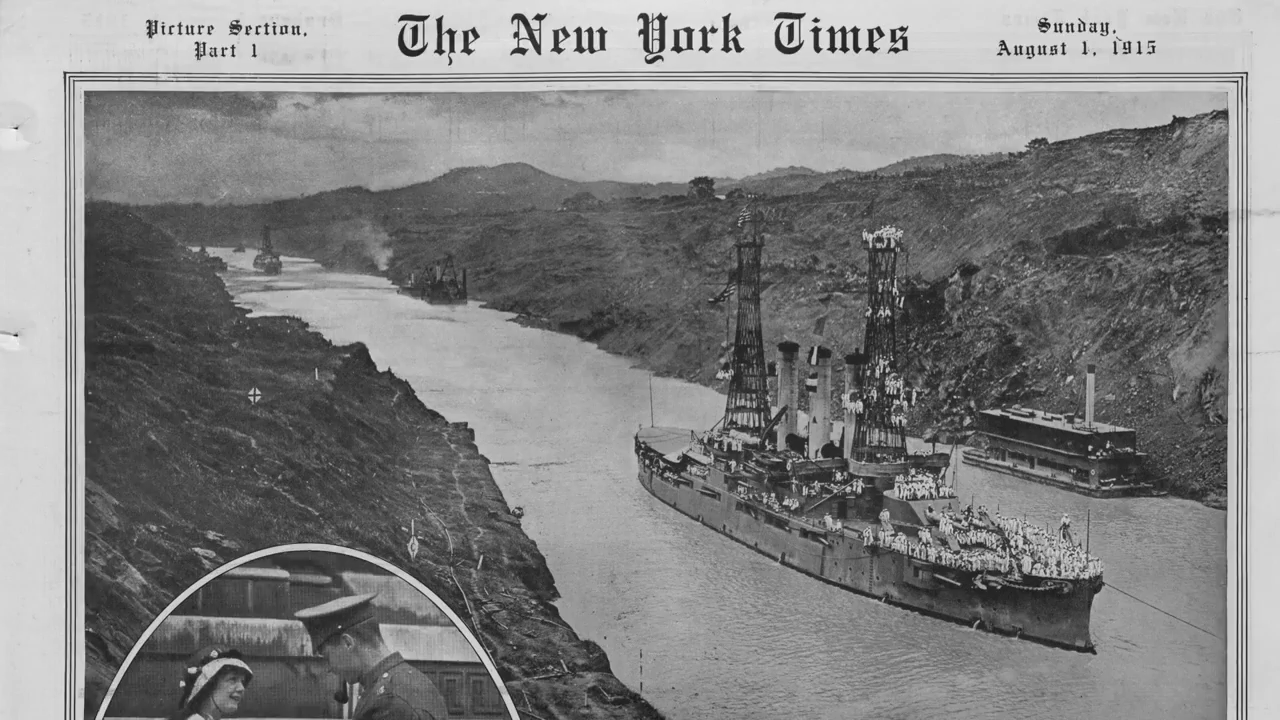 Picture Section,
Part 1
The New York Times
Sunday,
August 1, 1915